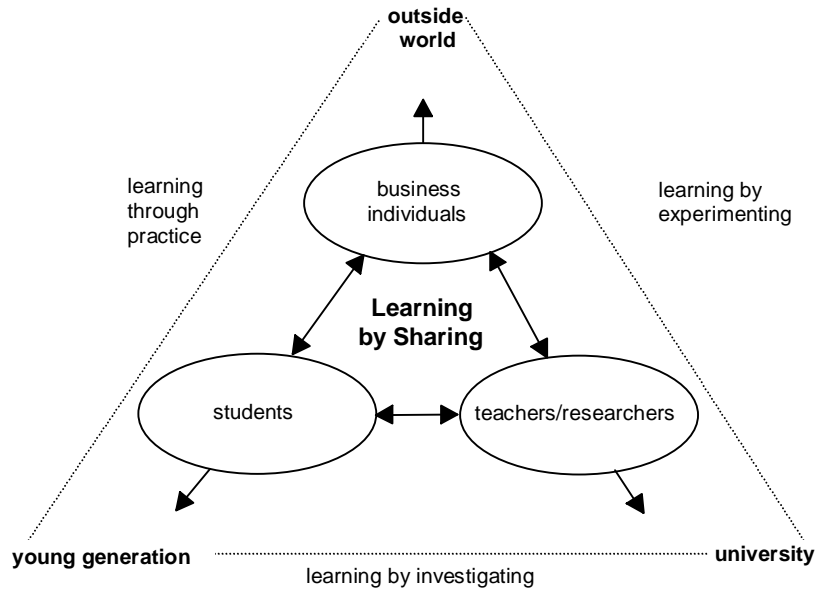 outside
world
learning
through
practice
business
individuals
learning by
experimenting
Learning
by Sharing
students
teachers/researchers
young generation
university
learning by investigating